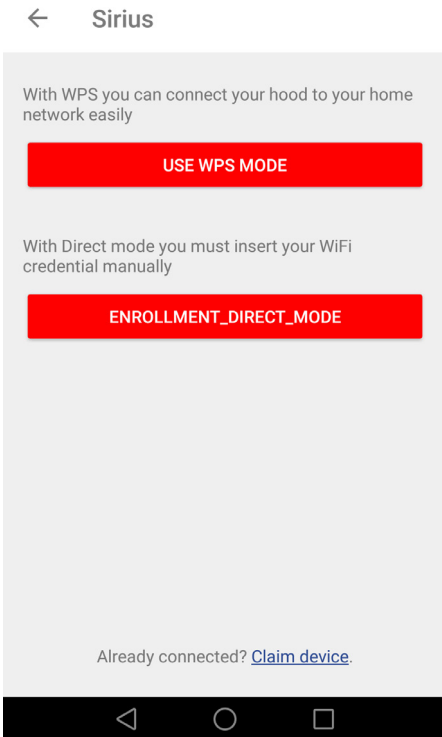 Sirius
With WPS you can connect your hood to your home
network easily
USE WPS MODE
With Direct mode you must insert your WiFi
credential manually
ENROLLMENT_DIRECT_MODE
Already connected? Claim device.